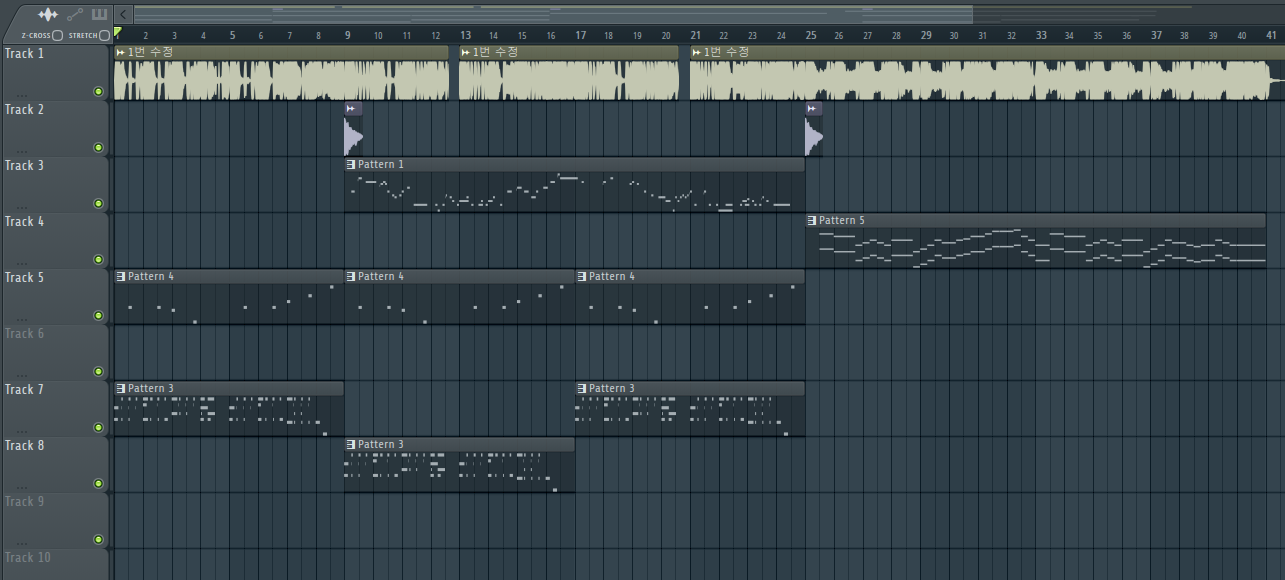 Z-CROSS STRETCH
1 2 3 4 5 6 7 8 9 10 11 12 13 14 15 16 17 18 19 20 21 22 23 24 25 26 27 28 29 30 31 32 33 34 35 36 37 38 39 40 41
Track 1
1번 수정 1번 수정 1번 수정
Track 2
Track 3
Pattern 1
Track 4
Pattern 5
Track 5
Pattern 4 Pattern 4 Pattern 4
Track 6
Track 7
Pattern 3 Pattern 3
Track 8
Pattern 3
Track 9
Track 10